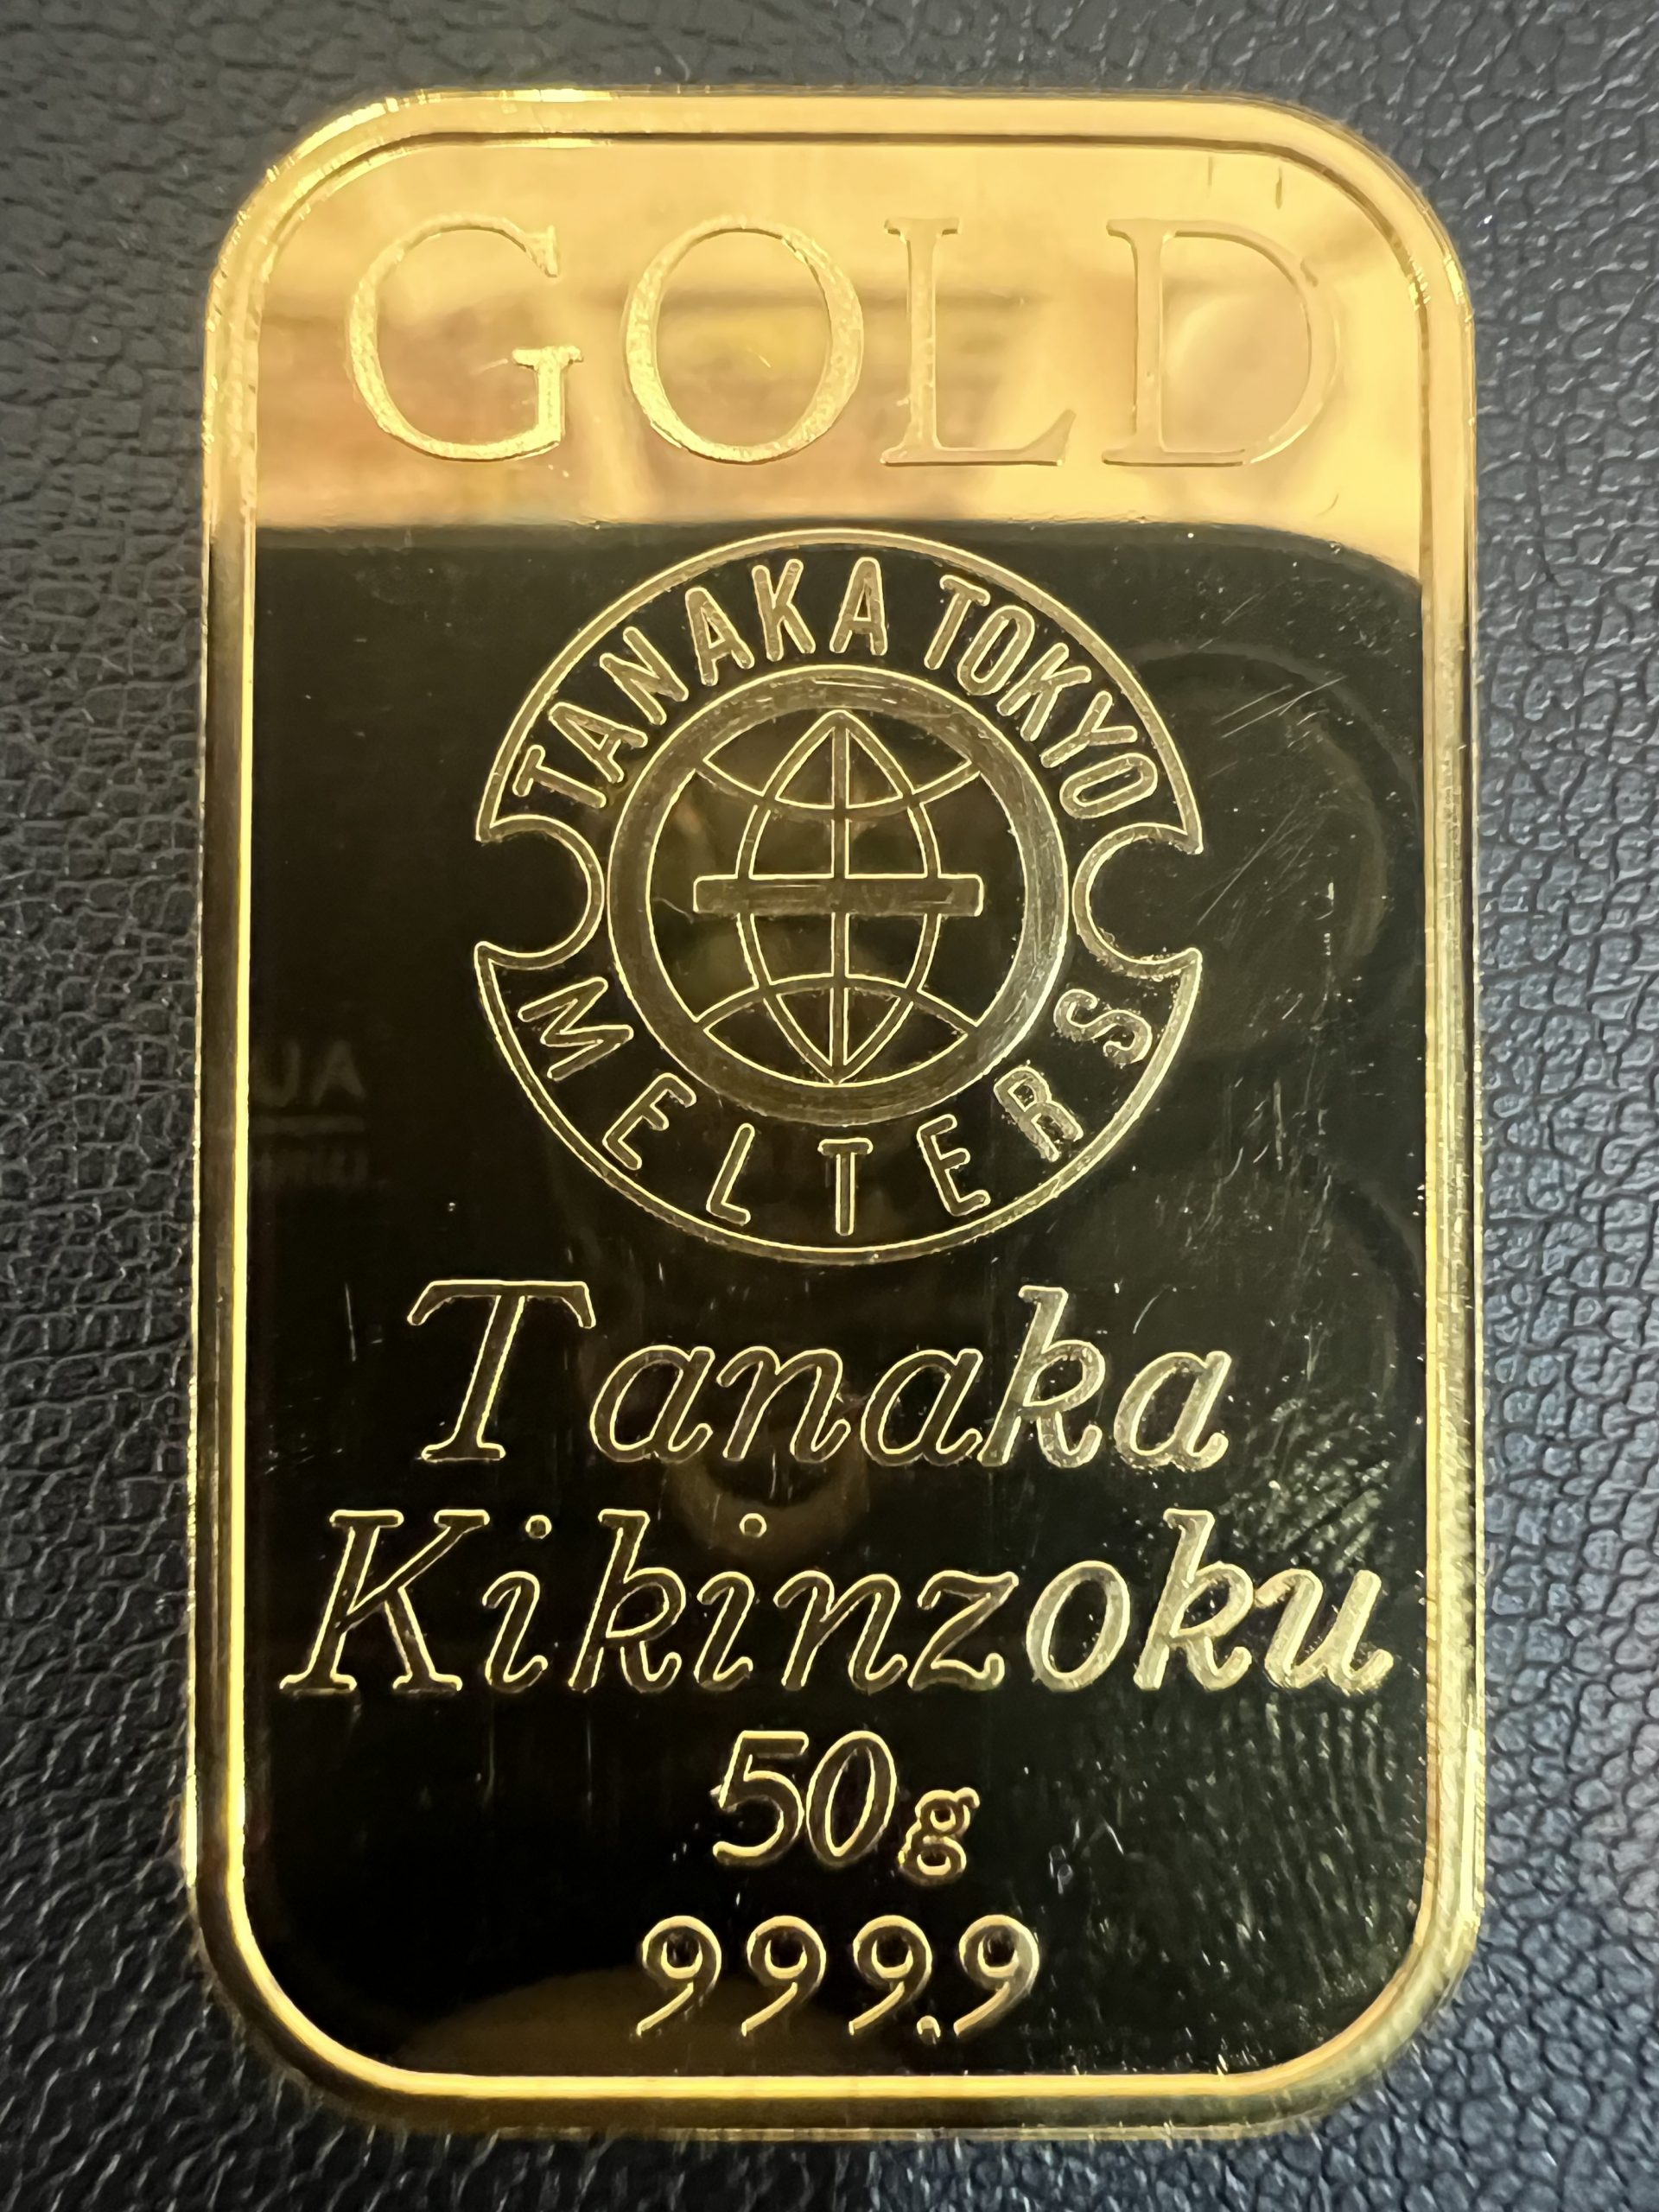 GOLD
TANAKA TOKYO
MELTERS
Tanaka
Kikinzoku
50g
999.9